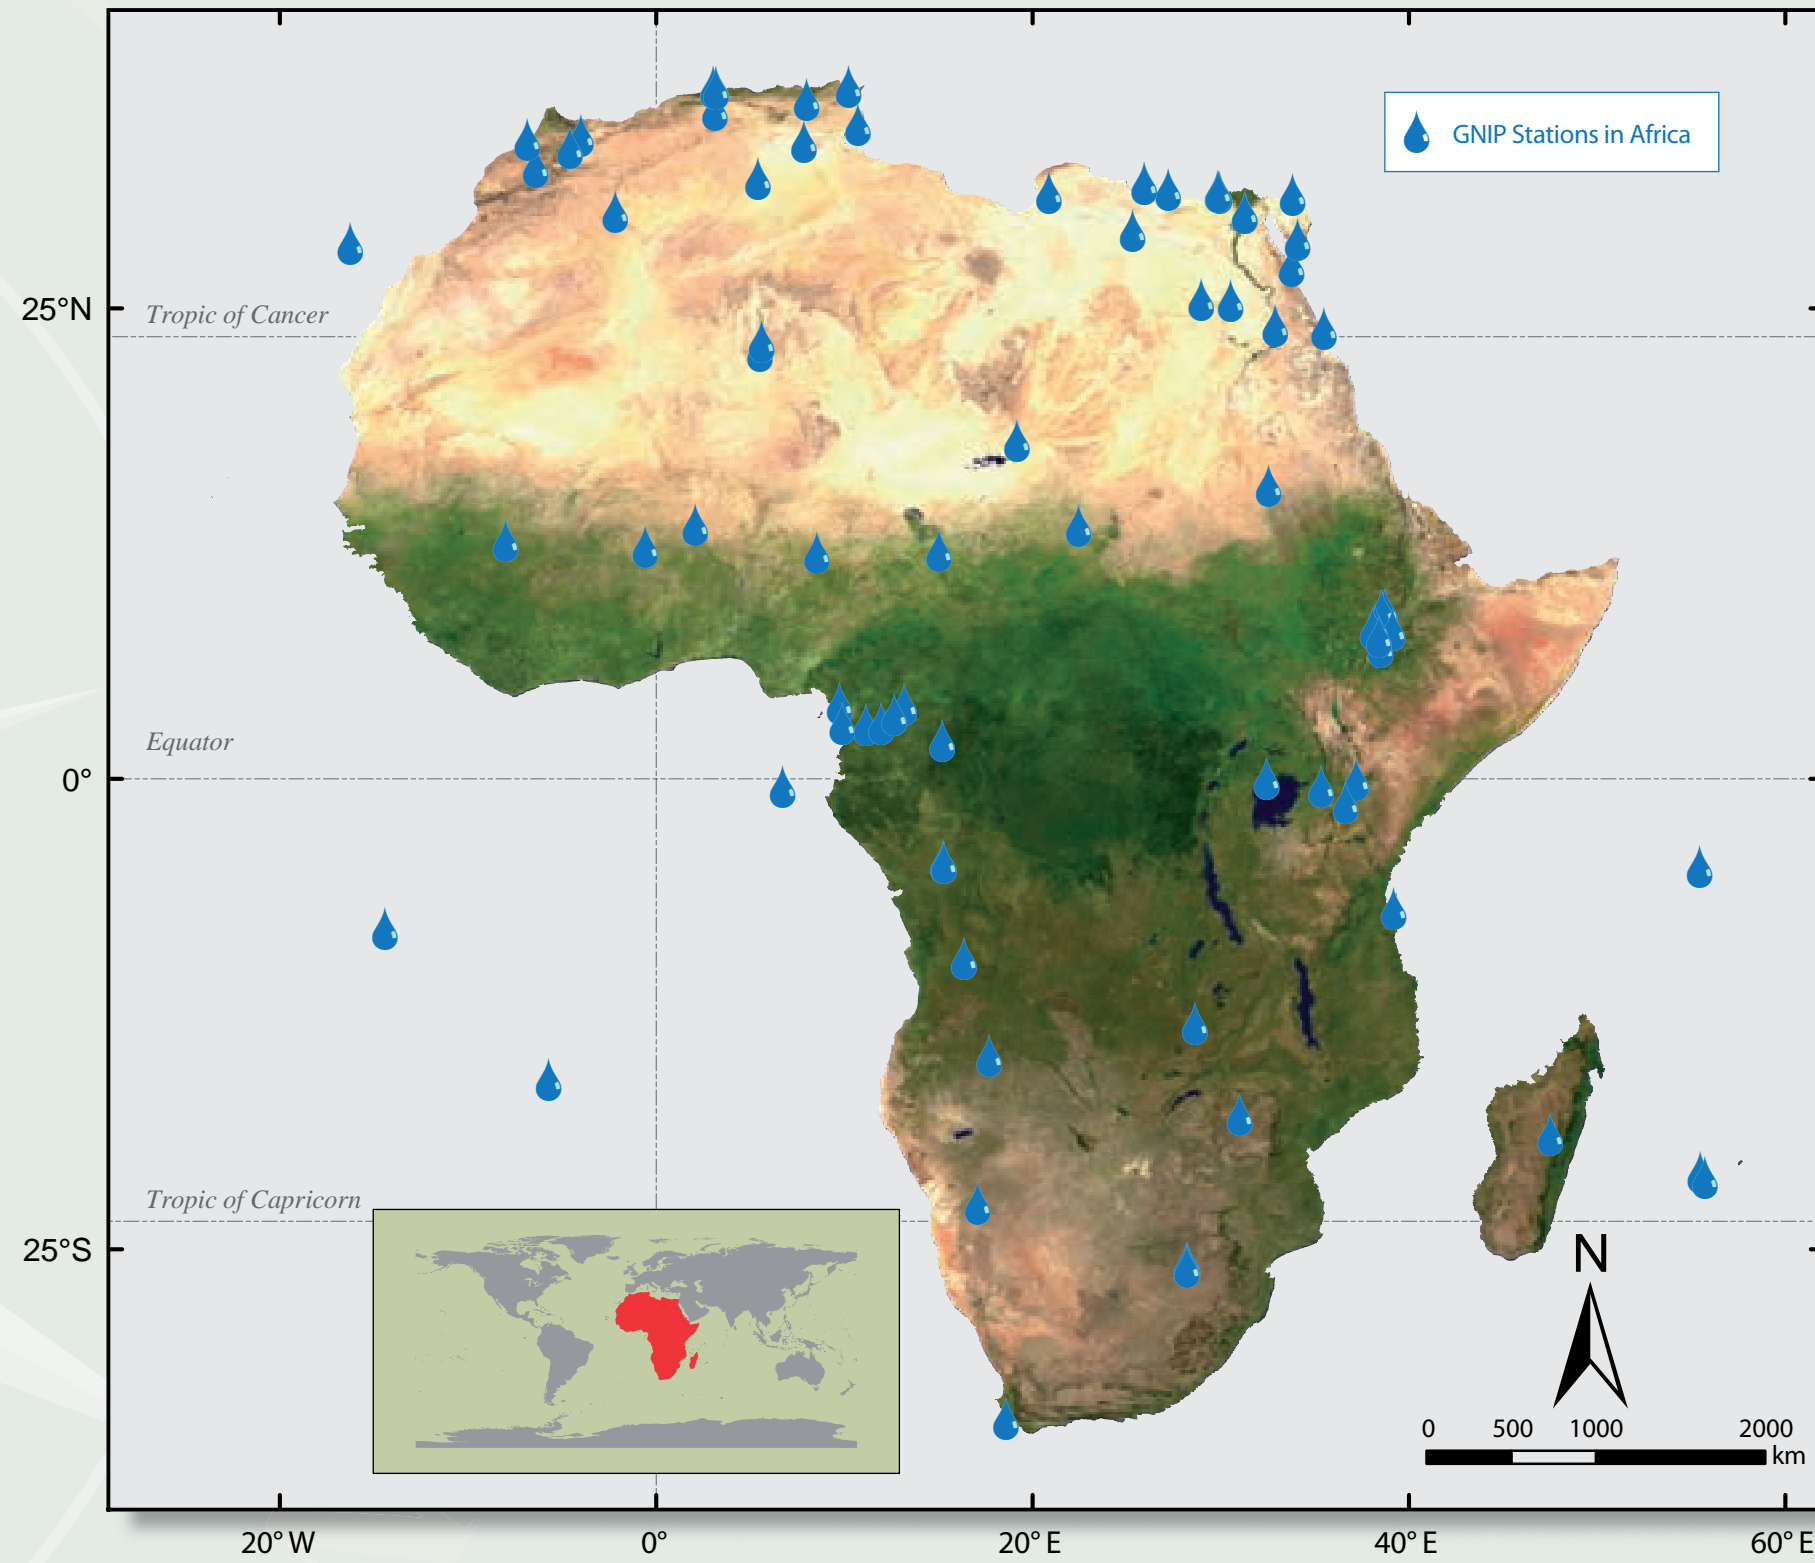 GNIP Stations in Africa
25°N
Tropic of Cancer
Equator
0°
Tropic of Capricorn
25°S
N
0 500 1000 2000
km
20° W 0° 20° E 40° E 60° E